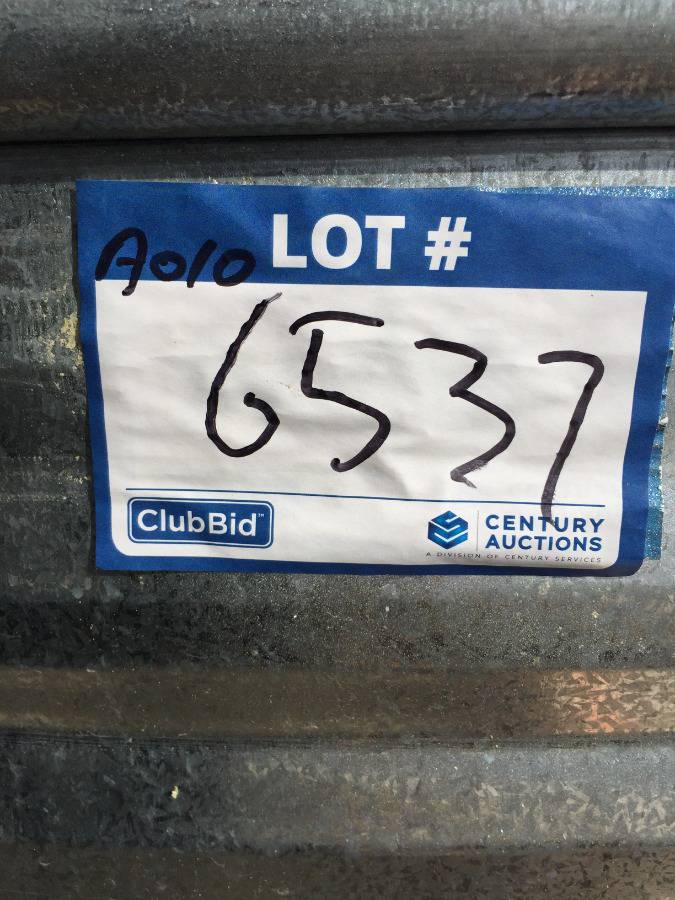 LOT #
A010
6537
ClubBid™
CENTURY
AUCTIONS
A DIVISION OF CENTURY SERVICES